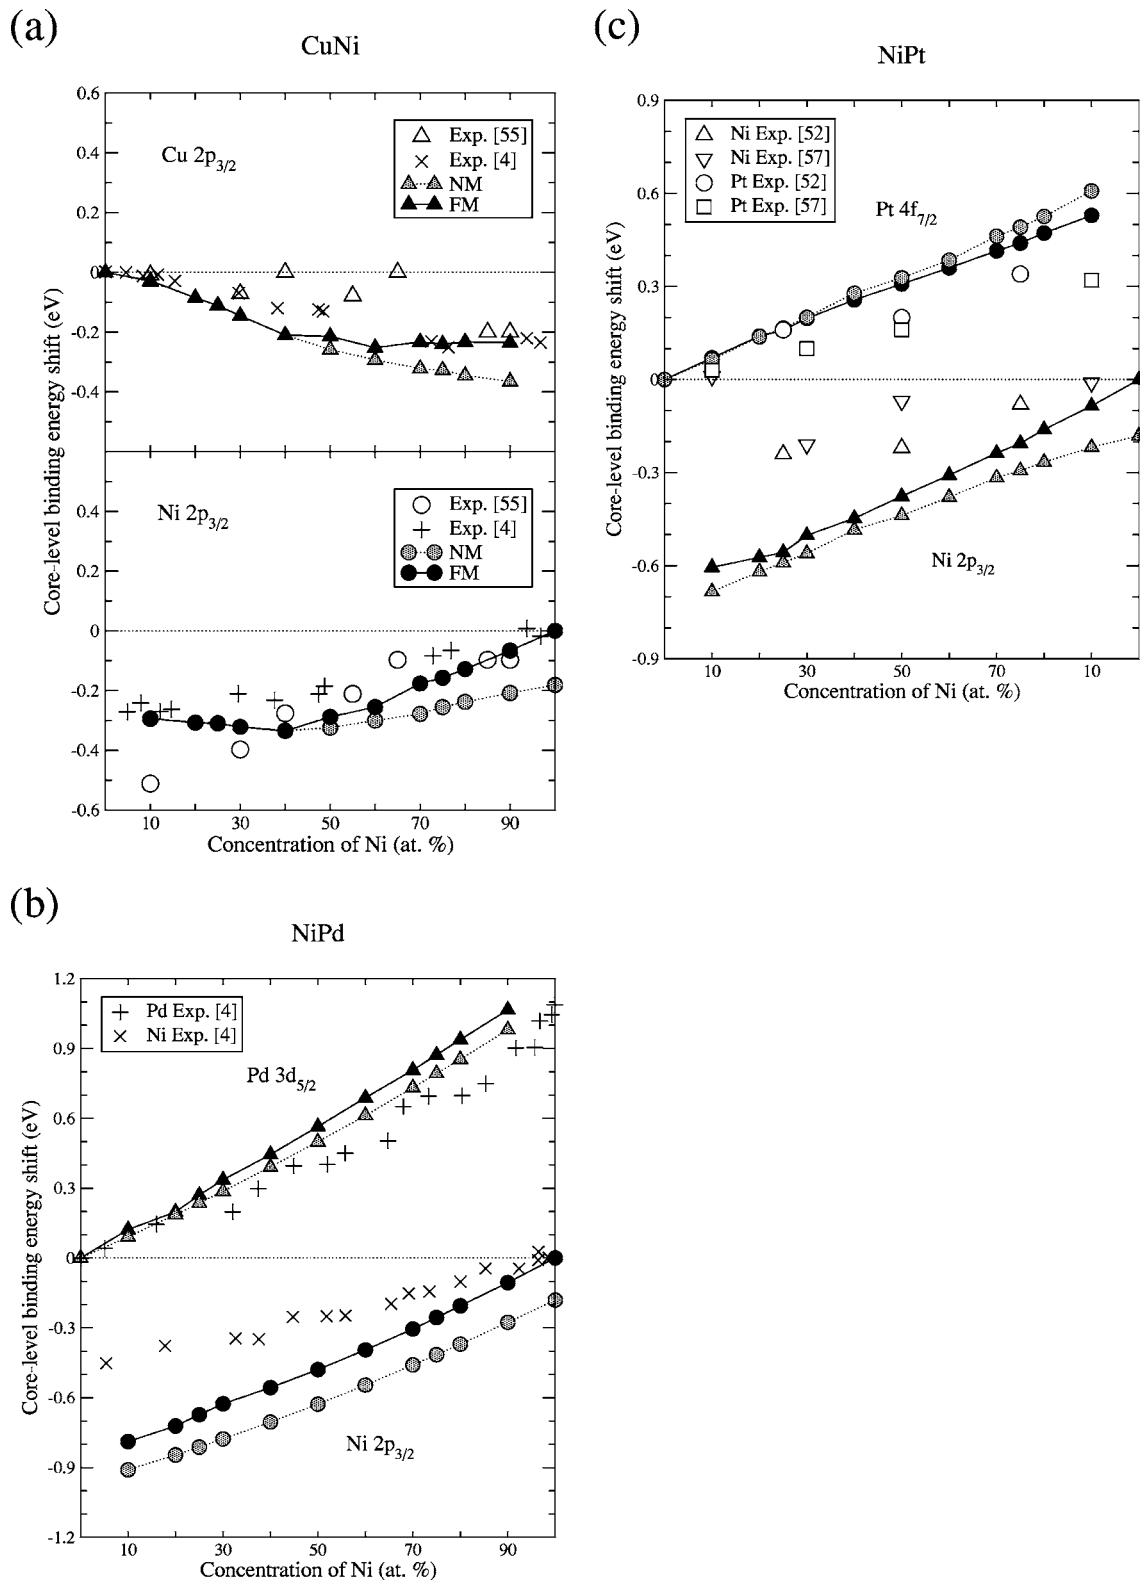 (a)
CuNi
0.6
0.4
0.2
0
-0.2
-0.4
Cu 2p3/2
Exp. [55]
Exp. [4]
NM
FM
Core-level binding energy shift (eV)
0.4
0.2
0
-0.2
-0.4
-0.6
Ni 2p3/2
Exp. [55]
Exp. [4]
NM
FM
10 30 50 70 90
Concentration of Ni (at. %)
(c)
NiPt
0.9
0.6
0.3
0
-0.3
-0.6
-0.9
Ni Exp. [52]
Ni Exp. [57]
Pt Exp. [52]
Pt Exp. [57]
Pt 4f7/2
Ni 2p3/2
Core-level binding energy shift (eV)
10 30 50 70 10
Concentration of Ni (at. %)
(b)
NiPd
1.2
0.9
0.6
0.3
0
-0.3
-0.6
-0.9
-1.2
Pd Exp. [4]
Ni Exp. [4]
Pd 3d5/2
Ni 2p3/2
Core-level binding energy shift (eV)
10 30 50 70 90
Concentration of Ni (at. %)